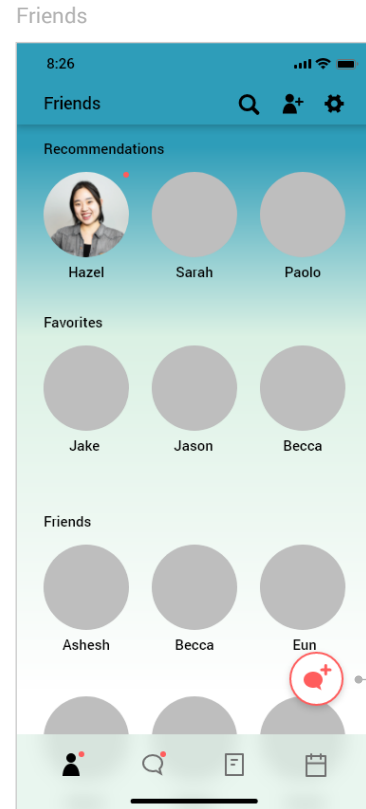 Friends
8:26
Friends
Recommendations
Hazel Sarah Paolo
Favorites
Jake Jason Becca
Friends
Ashesh Becca Eun